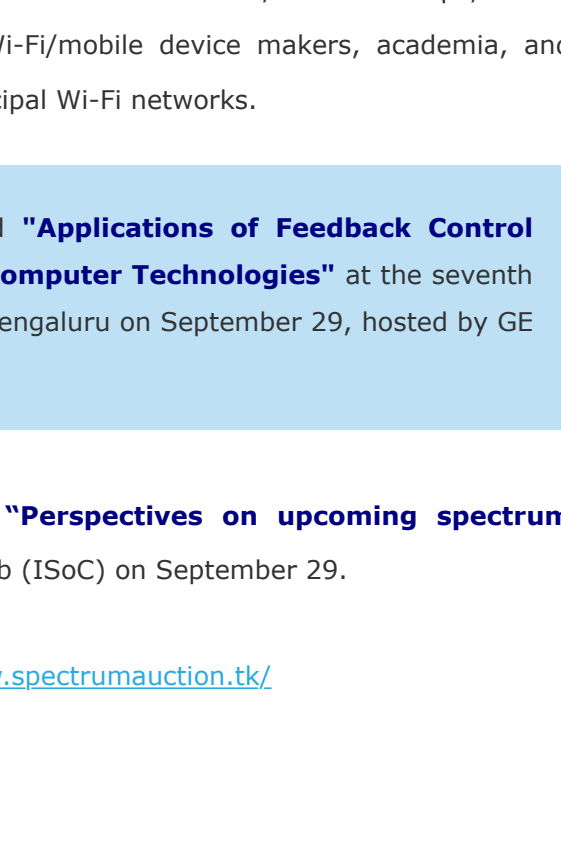 Wi-Fi/mobile device makers, academia, and
cipal Wi-Fi networks.
"Applications of Feedback Control
omputer Technologies" at the seventh
engaluru on September 29, hosted by GE
“Perspectives on upcoming spectrum
b (ISoC) on September 29.
.spectrumauction.tk/